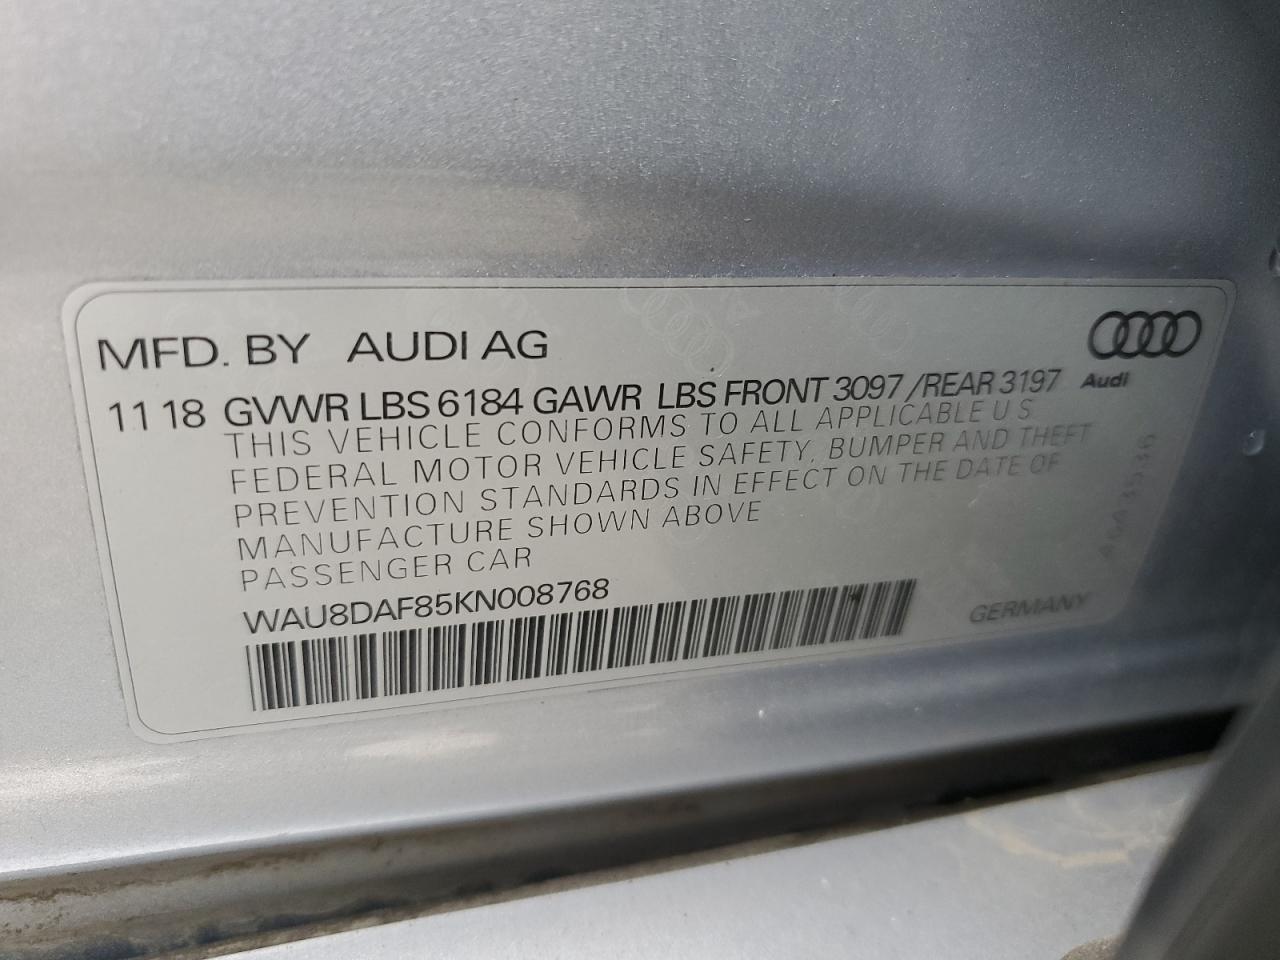 MFD. BY AUDI AG
Audi
11 18 GVWR LBS 6184 GAWR LBS FRONT 3097 /REAR 3197
THIS VEHICLE CONFORMS TO ALL APPLICABLE U S
FEDERAL MOTOR VEHICLE SAFETY, BUMPER AND THEFT
PREVENTION STANDARDS IN EFFECT ON THE DATE OF
MANUFACTURE SHOWN ABOVE
PASSENGER CAR
WAU8DAF85KN008768
GERMANY